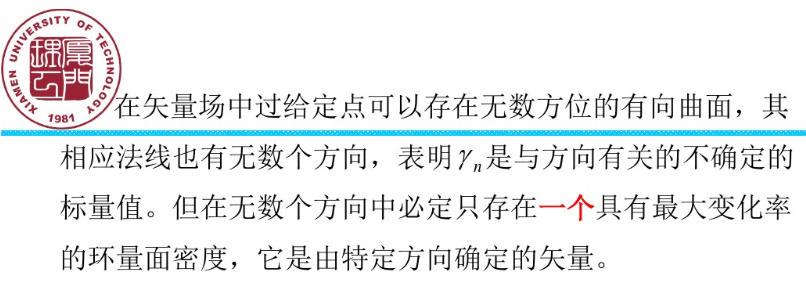 XIAMEN UNIVERSITY OF TECHNOLOGY
1981
在矢量场中过给定点可以存在无数方位的有向曲面，其
相应法线也有无数个方向，表明γn是与方向有关的不确定的
标量值。但在无数个方向中必定只存在一个具有最大变化率
的环量面密度，它是由特定方向确定的矢量。